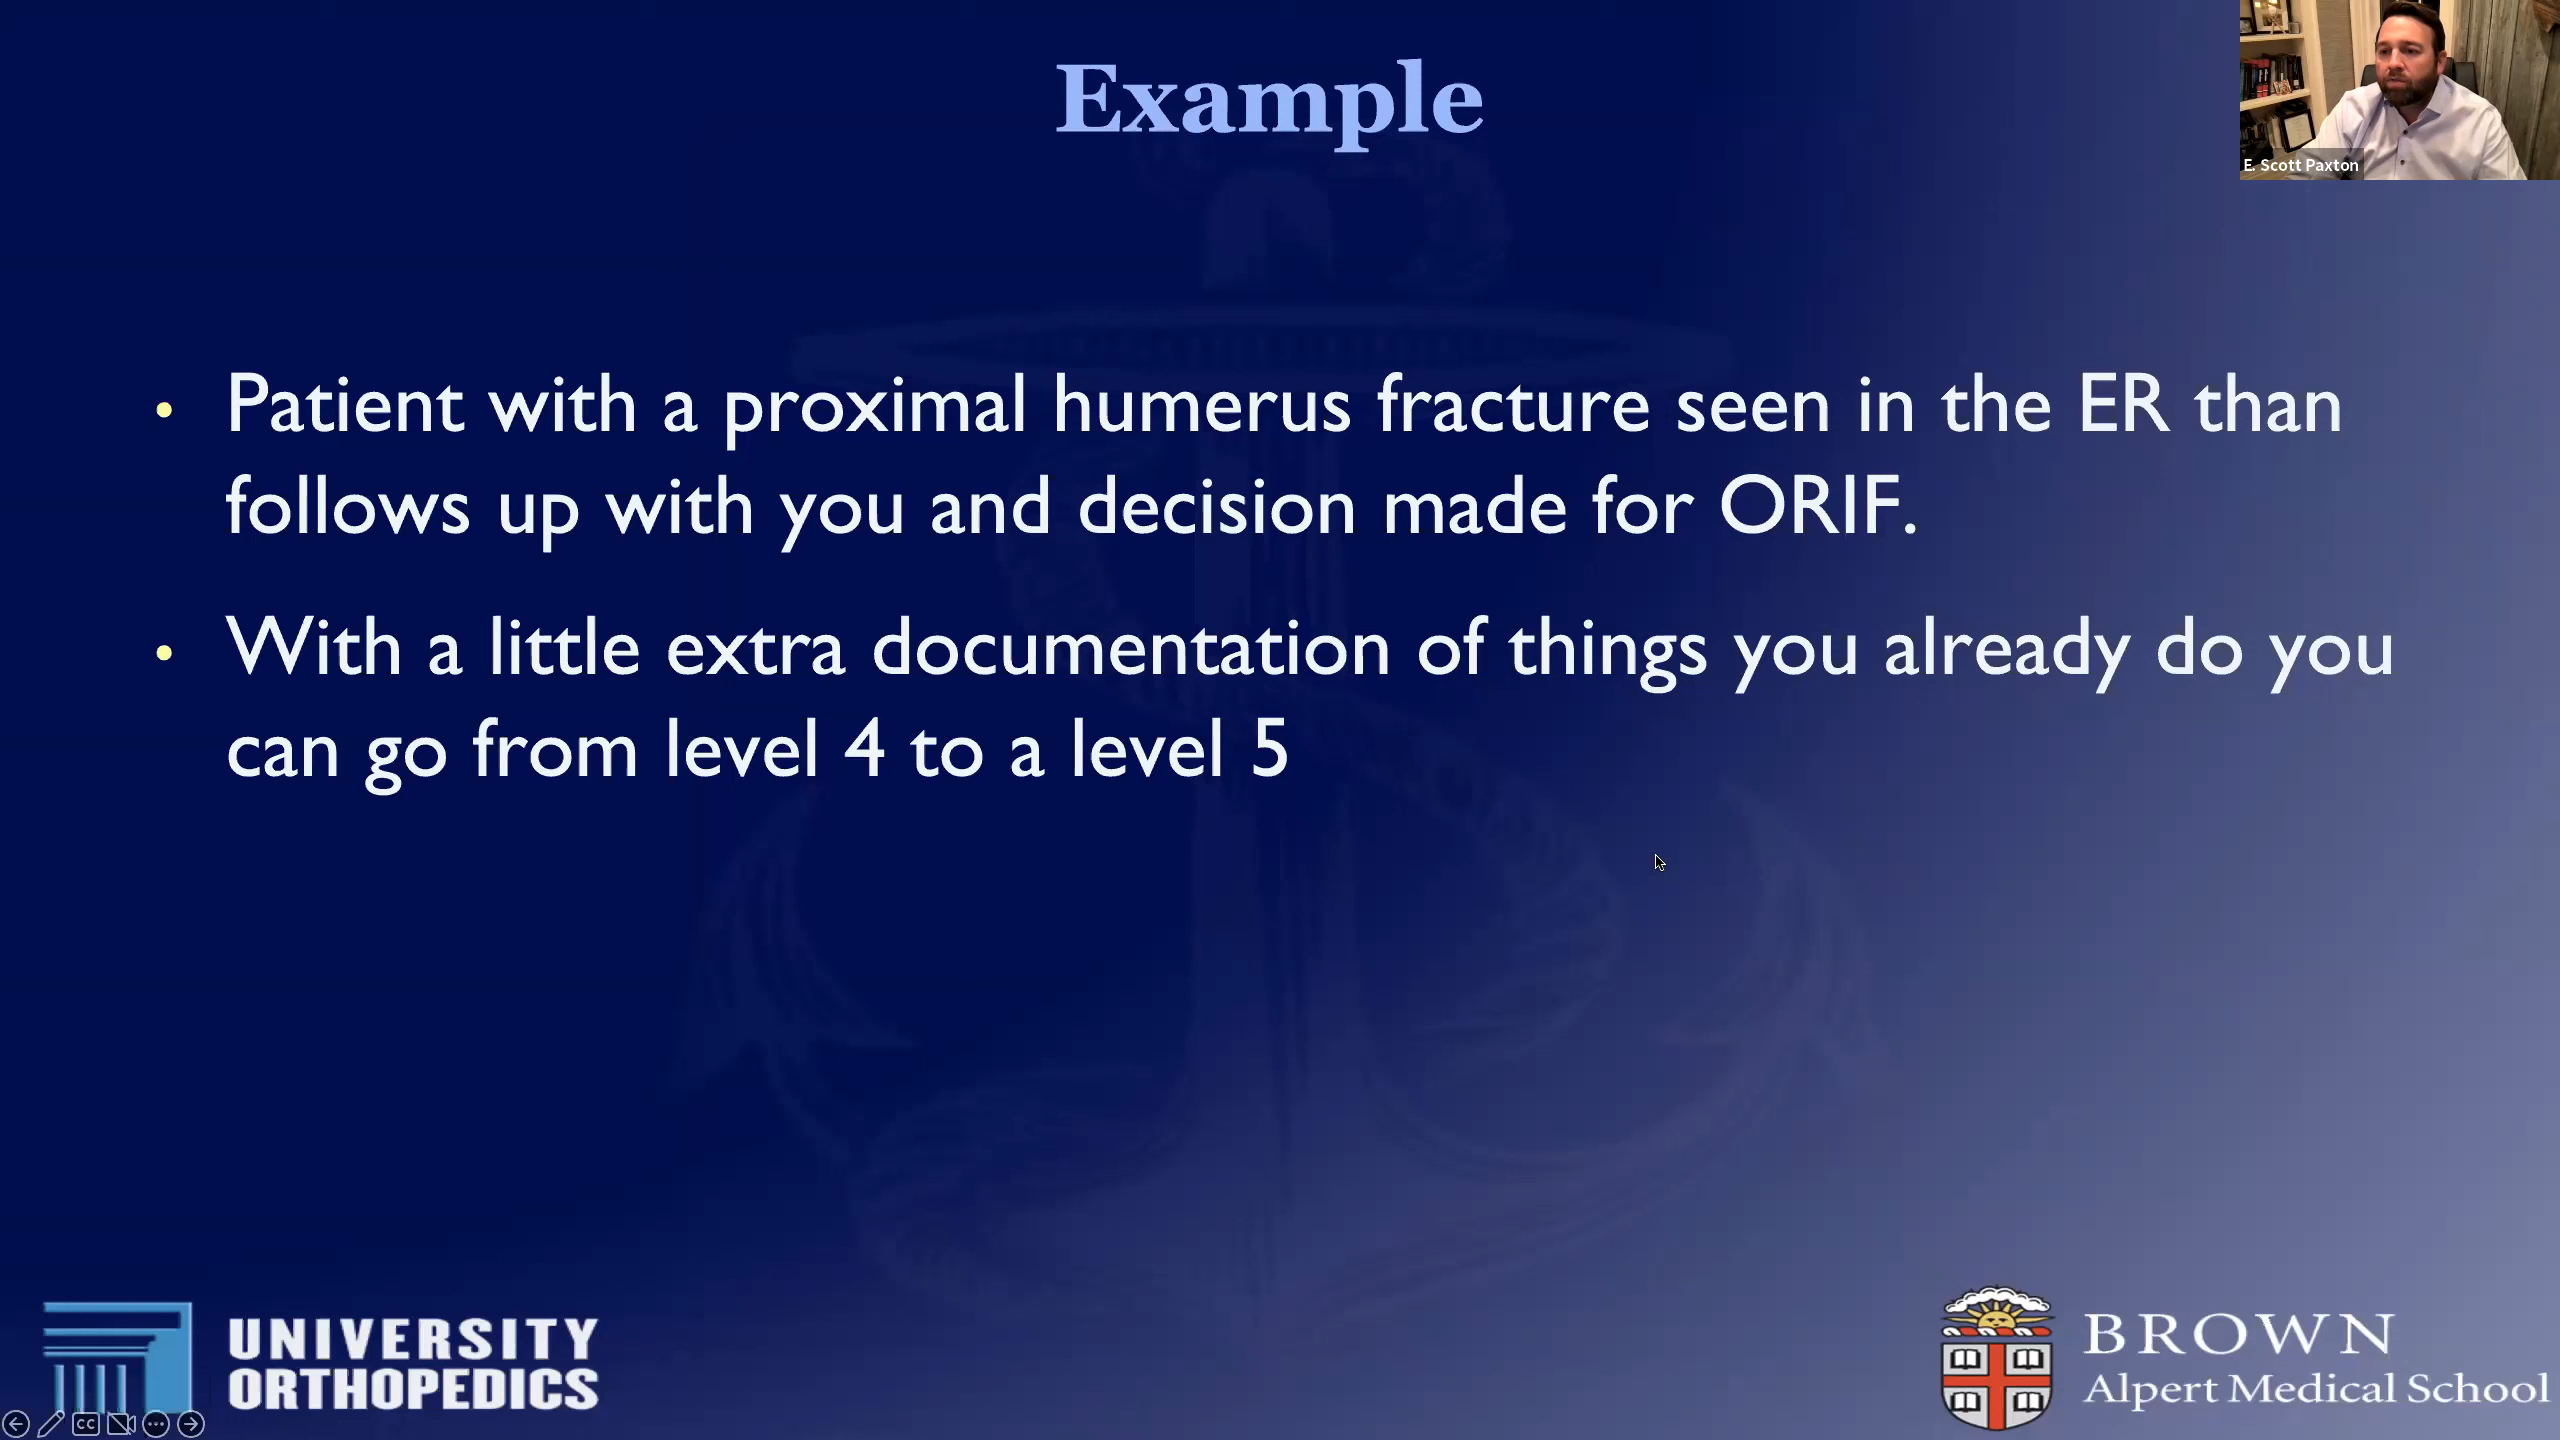 Example
E. Scott Paxton
• Patient with a proximal humerus fracture seen in the ER than
follows up with you and decision made for ORIF.
• With a little extra documentation of things you already do you
can go from level 4 to a level 5
UNIVERSITY
ORTHOPEDICS
BROWN
Alpert Medical School
CC